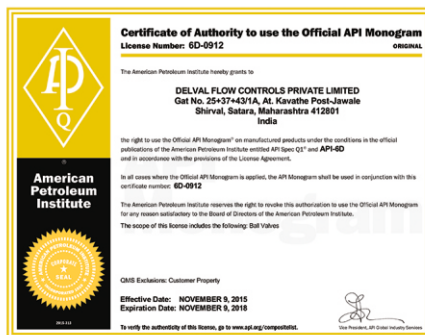 Certificate of Authority to use the Official API Monogram
License Number: 6D-0912
ORIGINAL
The American Petroleum Institute hereby grants to
DELVAL FLOW CONTROLS PRIVATE LIMITED
Gat No. 25+37+43/1A, At. Kavathe Post-Jawale
Shirval, Satara, Maharashtra 412801
India
the right to use the Official API Monogram® on manufactured products under the conditions in the official
publications of the American Petroleum Institute entitled API Spec Q1® and API-6D
and in accordance with the provisions of the License Agreement.
In all cases where the Official API Monogram is applied, the API Monogram shall be used in conjunction with this
certificate number: 6D-0912
The American Petroleum Institute reserves the right to revoke this authorization to use the Official API Monogram
for any reason satisfactory to the Board of Directors of the American Petroleum Institute.
The scope of this license includes the following: Ball Valves
QMS Exclusions: Customer Property
Effective Date: NOVEMBER 9, 2015
Expiration Date: NOVEMBER 9, 2018
To verify the authenticity of this license, go to www.api.org/compositelist.
Vice President, API Global Industry Services
API
Q
American
Petroleum
Institute
AMERICAN PETROLEUM INSTITUTE
CORPORATE
SEAL